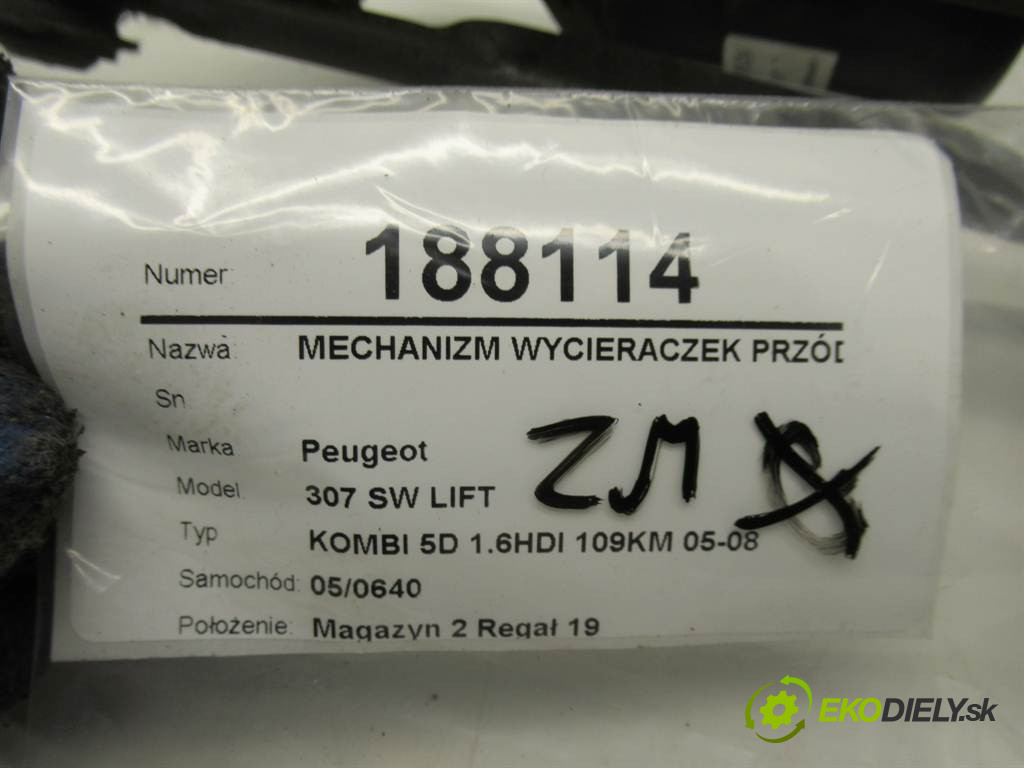 Numer: 188114
Nazwa: MECHANIZM WYCIERACZEK PRZÓD
Sn
Marka Peugeot
Model 307 SW LIFT
ZM
Typ KOMBI 5D 1.6HDI 109KM 05-08
Samochód: 05/0640
Położenie: Magazyn 2 Regał 19
EKODIELY.sk